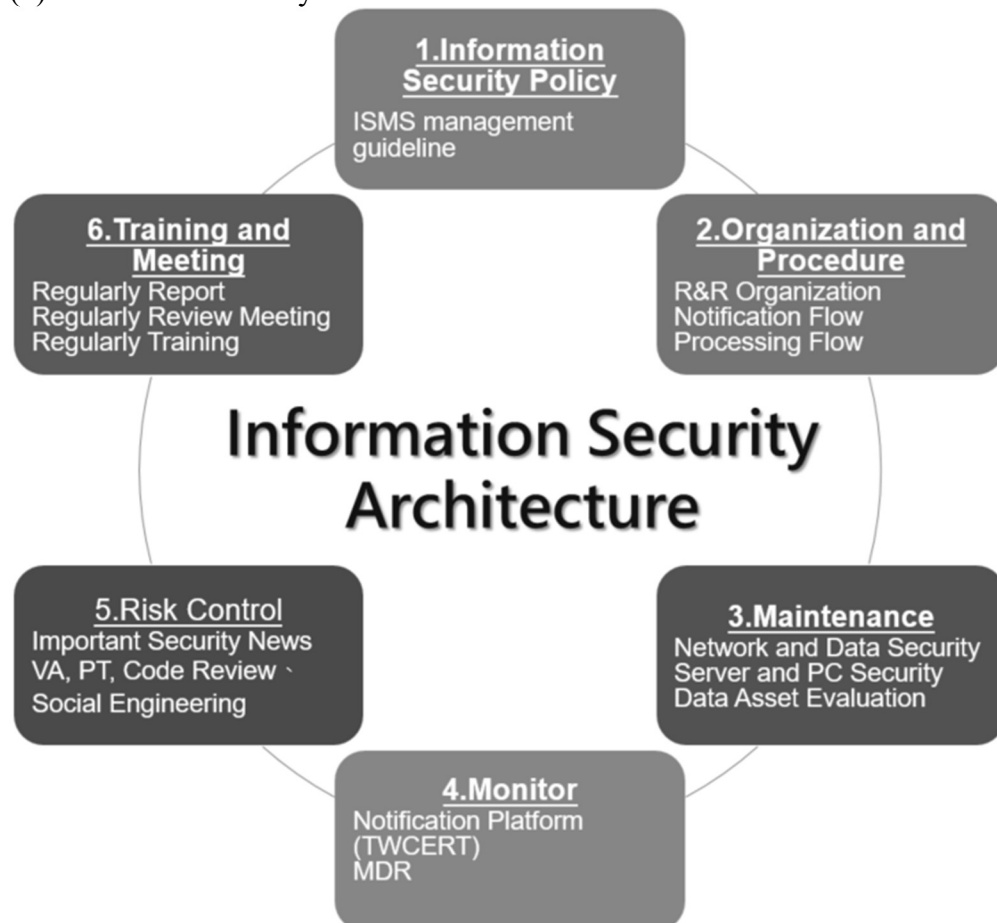 1.Information
Security Policy
ISMS management
guideline
2.Organization and
Procedure
R&R Organization
Notification Flow
Processing Flow
3.Maintenance
Network and Data Security
Server and PC Security
Data Asset Evaluation
4.Monitor
Notification Platform
(TWCERT)
MDR
5.Risk Control
Important Security News
VA, PT, Code Review、
Social Engineering
6.Training and
Meeting
Regularly Report
Regularly Review Meeting
Regularly Training
Information Security
Architecture